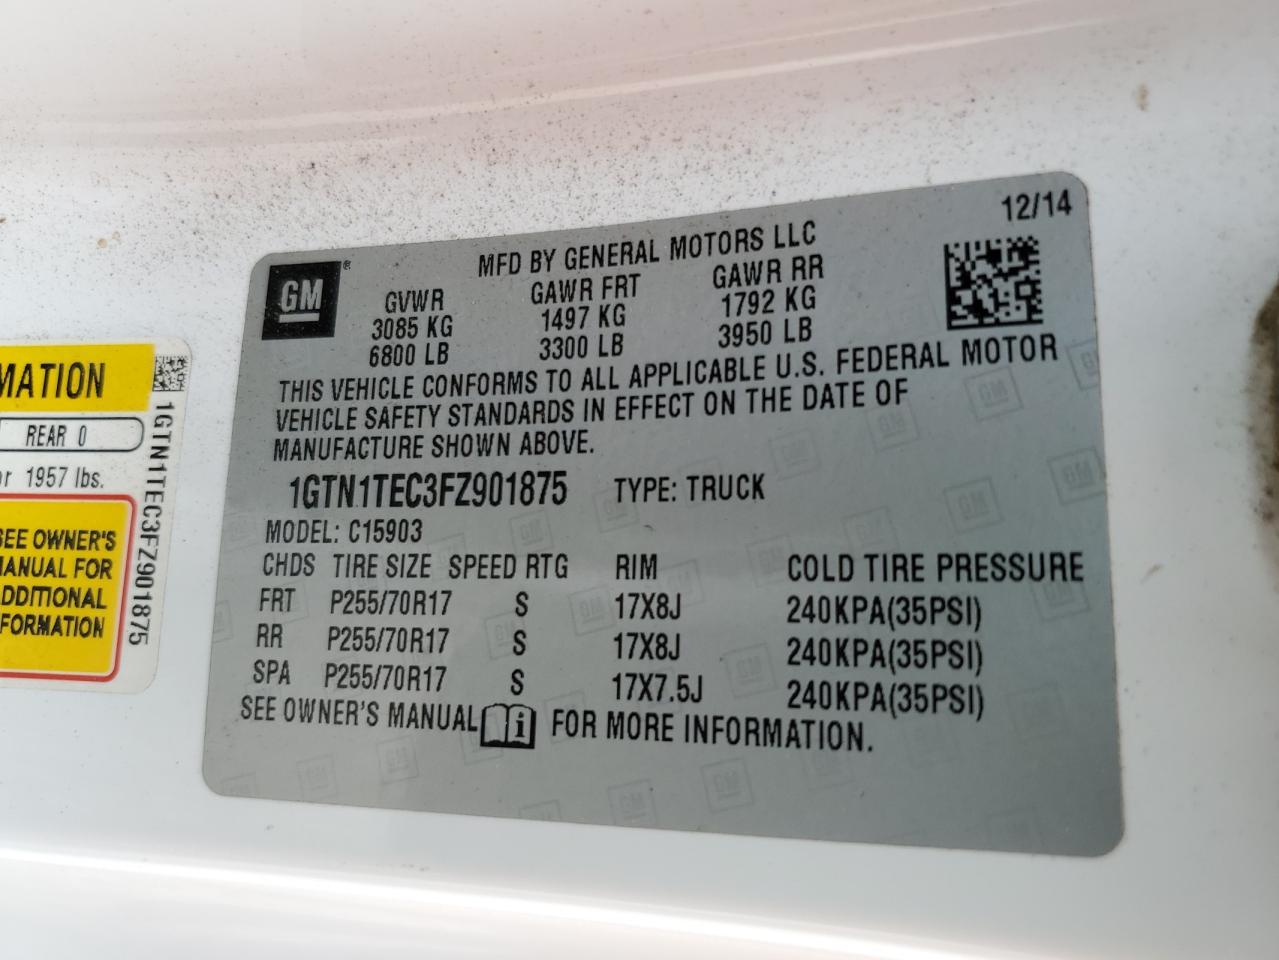 12/14
MFD BY GENERAL MOTORS LLC
GM ®
GVWR GAWR FRT GAWR RR
3085 KG 1497 KG 1792 KG
6800 LB 3300 LB 3950 LB
THIS VEHICLE CONFORMS TO ALL APPLICABLE U.S. FEDERAL MOTOR
VEHICLE SAFETY STANDARDS IN EFFECT ON THE DATE OF
MANUFACTURE SHOWN ABOVE.
1GTN1TEC3FZ901875 TYPE: TRUCK
MODEL: C15903
CHDS TIRE SIZE SPEED RTG RIM COLD TIRE PRESSURE
FRT P255/70R17 S 17X8J 240KPA(35PSI)
RR P255/70R17 S 17X8J 240KPA(35PSI)
SPA P255/70R17 S 17X7.5J 240KPA(35PSI)
SEE OWNER'S MANUAL i FOR MORE INFORMATION.
MATION
REAR 0
or 1957 lbs.
SEE OWNER'S
MANUAL FOR
ADDITIONAL
INFORMATION
1GTN1TEC3FZ901875